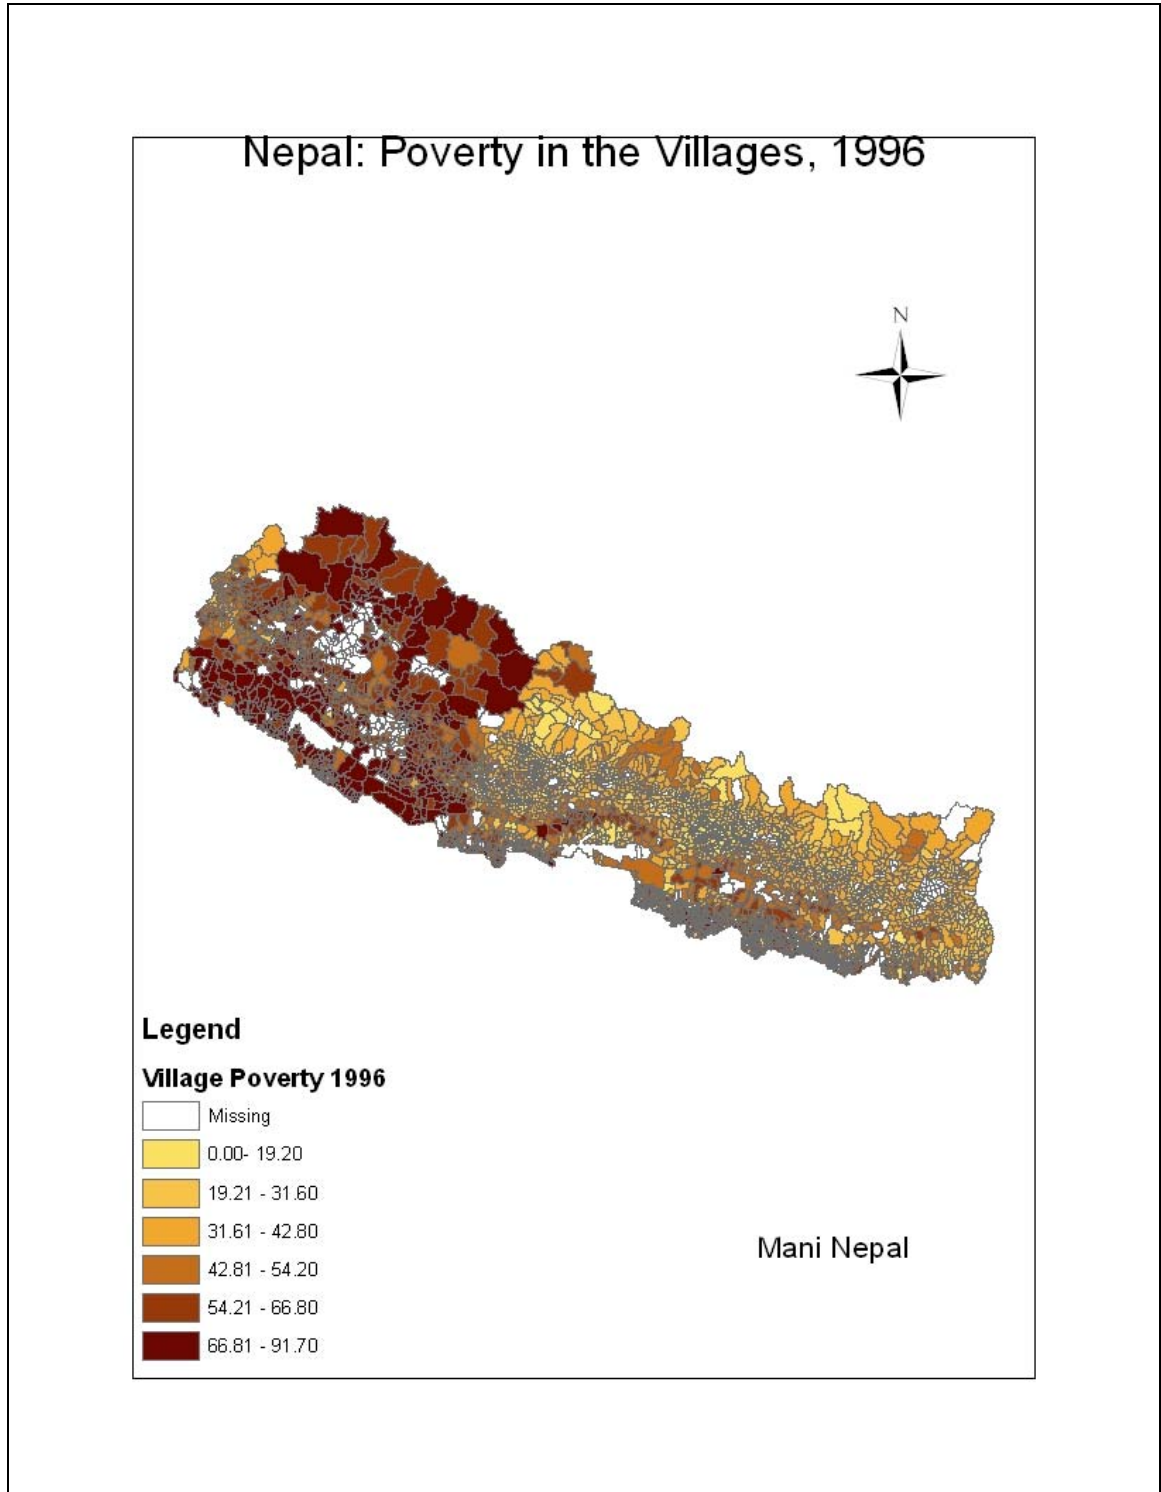 Nepal: Poverty in the Villages, 1996
N
Legend
Village Poverty 1996
Missing
0.00- 19.20
19.21 - 31.60
31.61 - 42.80
42.81 - 54.20
54.21 - 66.80
66.81 - 91.70
Mani Nepal